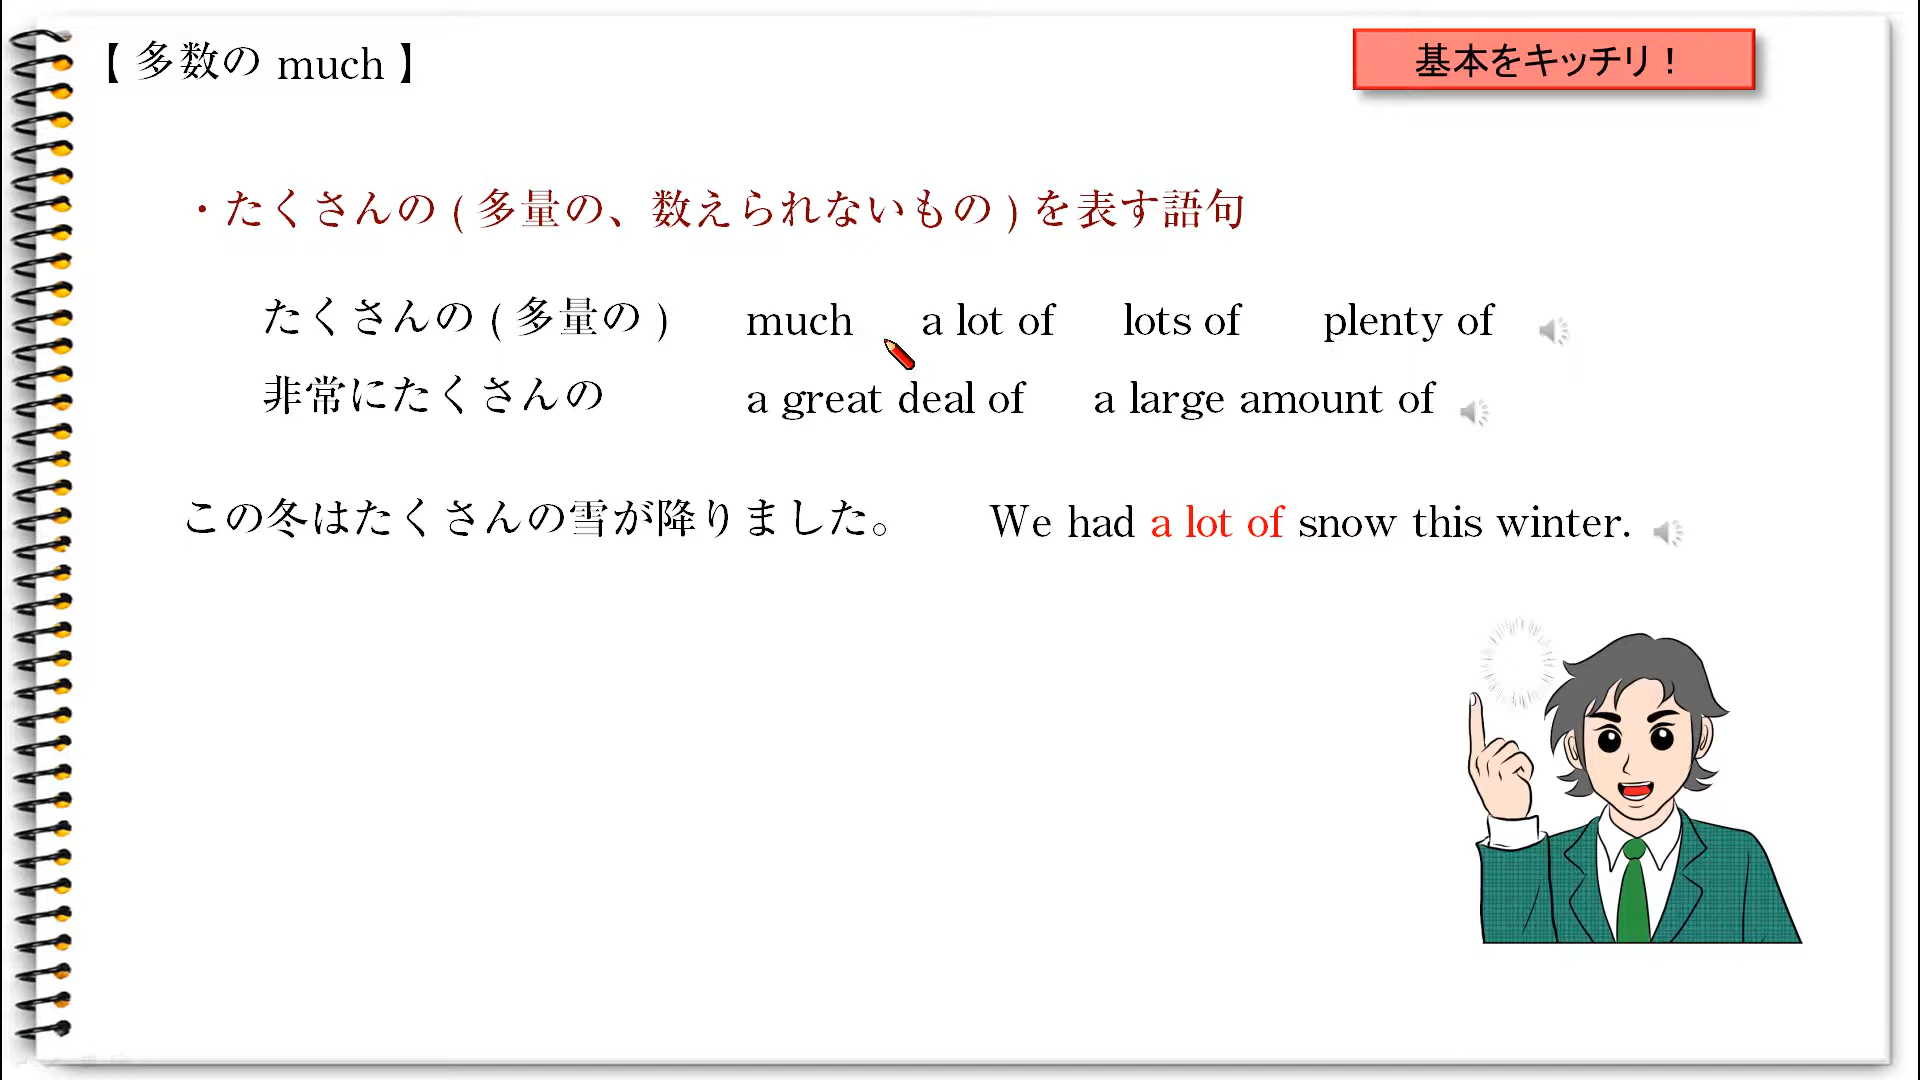 【 多数の much 】
基本をキッチリ！
・たくさんの ( 多量の、数えられないもの ) を表す語句
たくさんの ( 多量の ) much a lot of lots of plenty of
非常にたくさんの a great deal of a large amount of
この冬はたくさんの雪が降りました。 We had a lot of snow this winter.